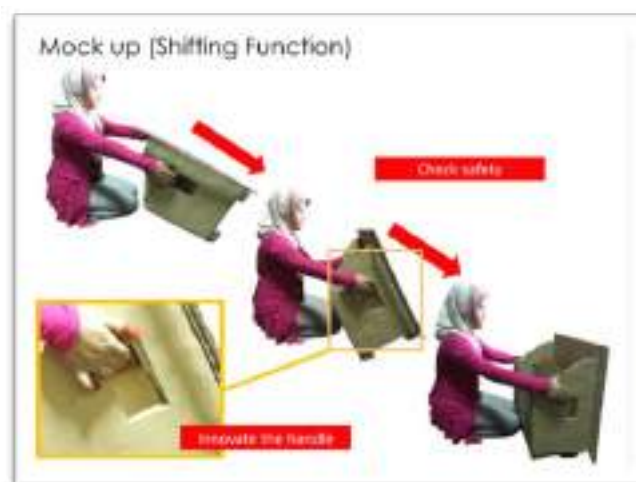 Mock up (Shifting Function)
Check safety
Innovate the handle